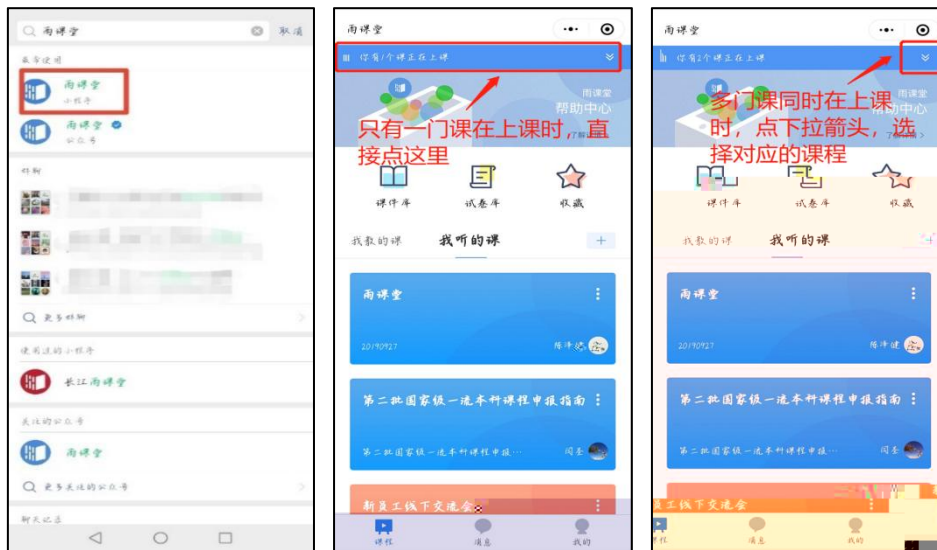 雨课堂
取消
最常使用
雨课堂
小程序
雨课堂
公众号
群聊
更多群聊
使用过的小程序
长江雨课堂
关注的公众号
雨课堂
更多关注的公众号
聊天记录
雨课堂
你有1个课正在上课
雨课堂
帮助中心
只有一门课在上课时，直
接点这里
课件库
试卷库
收藏
我教的课
我听的课
雨课堂
20190927
第二批国家级一流本科课程申报指南
第二批国家级一流本科课程申报…
闫圣
新员工线下交流会
课程
消息
我的
雨课堂
你有2个课正在上课
雨课堂
多门课同时在上课
时，点下拉箭头，选
择对应的课程
课件库
试卷库
收藏
我教的课
我听的课
雨课堂
20190927
第二批国家级一流本科课程申报指南
第二批国家级一流本科课程申报…
闫圣
员工线下交流会
消息
我的